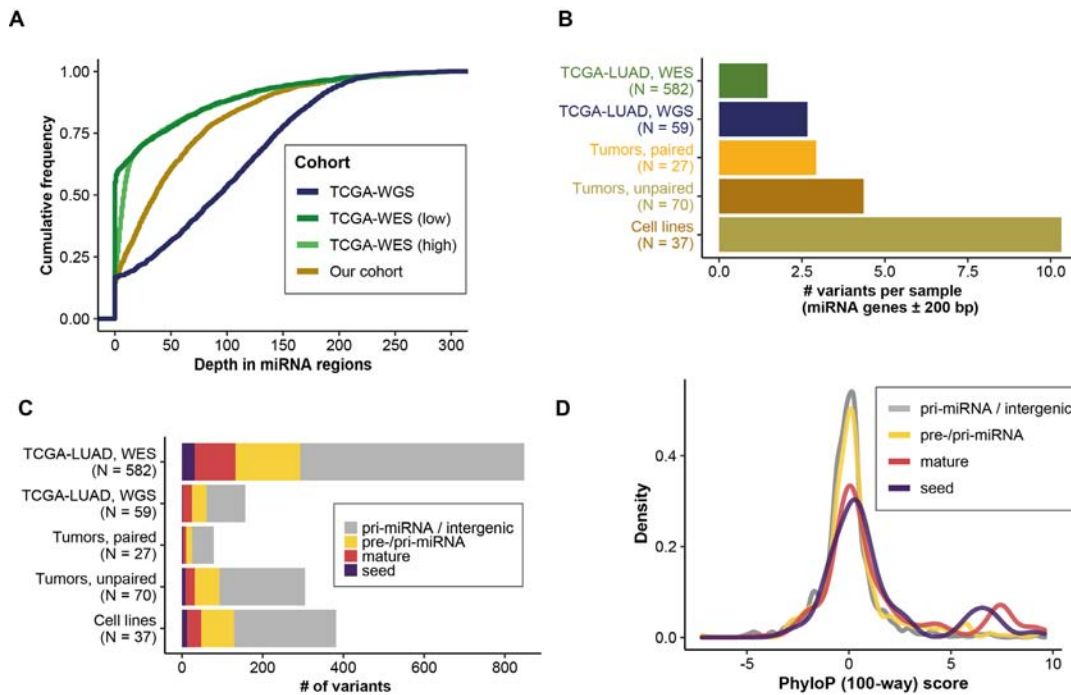 A
1.00
0.75
0.50
0.25
0.00
Cumulative frequency
Cohort
TCGA-WGS
TCGA-WES (low)
TCGA-WES (high)
Our cohort
0
50
100
150
200
250
300
Depth in miRNA regions
B
TCGA-LUAD, WES
(N = 582)
TCGA-LUAD, WGS
(N = 59)
Tumors, paired
(N = 27)
Tumors, unpaired
(N = 70)
Cell lines
(N = 37)
0.0
2.5
5.0
7.5
10.0
# variants per sample
(miRNA genes ± 200 bp)
C
TCGA-LUAD, WES
(N = 582)
TCGA-LUAD, WGS
(N = 59)
Tumors, paired
(N = 27)
Tumors, unpaired
(N = 70)
Cell lines
(N = 37)
pri-miRNA / intergenic
pre-/pri-miRNA
mature
seed
0
200
400
600
800
# of variants
D
pri-miRNA / intergenic
pre-/pri-miRNA
mature
seed
0.4
0.2
0.0
Density
-5
0
5
10
PhyloP (100-way) score